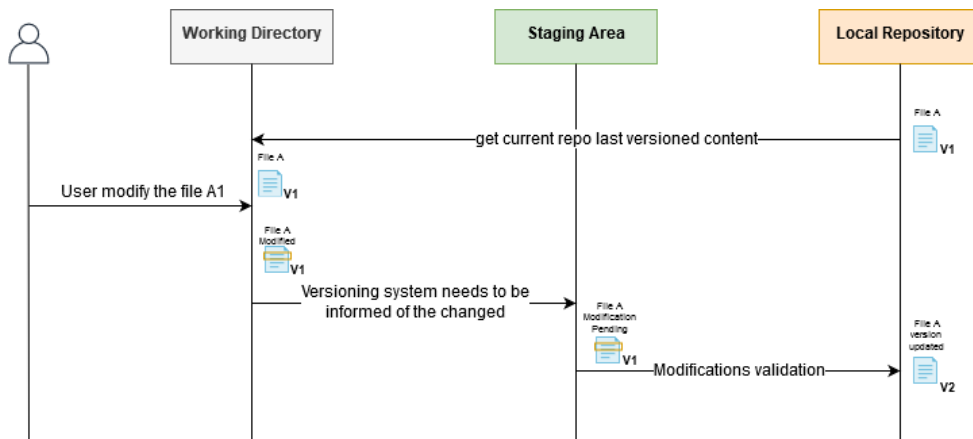 Working Directory
Staging Area
Local Repository
File A
V1
get current repo last versioned content
File A
V1
User modify the file A1
File A
Modified
V1
Versioning system needs to be
informed of the changed
File A
Modification
Pending
V1
File A
version
updated
V2
Modifications validation